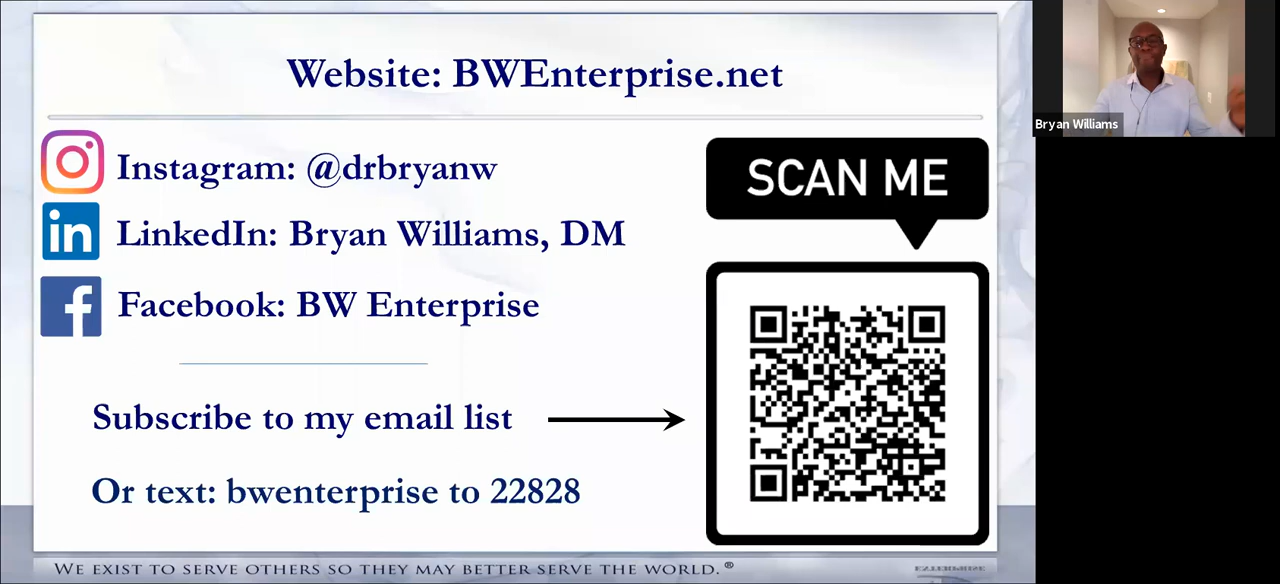 Website: BWEnterprise.net
Instagram: @drbryanw
LinkedIn: Bryan Williams, DM
Facebook: BW Enterprise
Subscribe to my email list
Or text: bwenterprise to 22828
SCAN ME
WE EXIST TO SERVE OTHERS SO THEY MAY BETTER SERVE THE WORLD.®
Bryan Williams